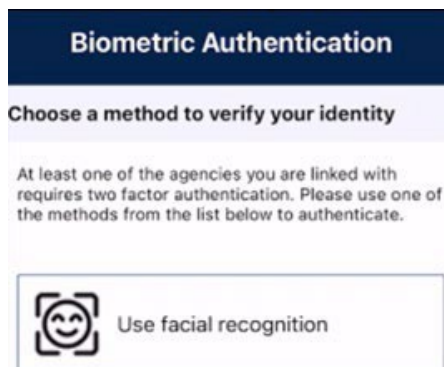 Biometric Authentication
Choose a method to verify your identity
At least one of the agencies you are linked with
requires two factor authentication. Please use one of
the methods from the list below to authenticate.
Use facial recognition